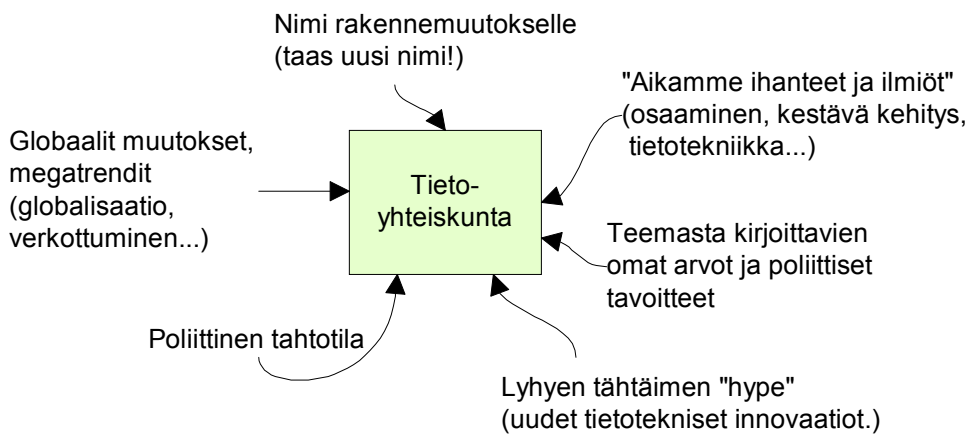 Nimi rakennemuutokselle
(taas uusi nimi!)
"Aikamme ihanteet ja ilmiöt"
(osaaminen, kestävä kehitys,
tietotekniikka...)
Globaalit muutokset,
megatrendit
(globalisaatio,
verkottuminen...)
Tieto-
yhteiskunta
Teemasta kirjoittavien
omat arvot ja poliittiset
tavoitteet
Poliittinen tahtotila
Lyhyen tähtäimen "hype"
(uudet tietotekniset innovaatiot.)